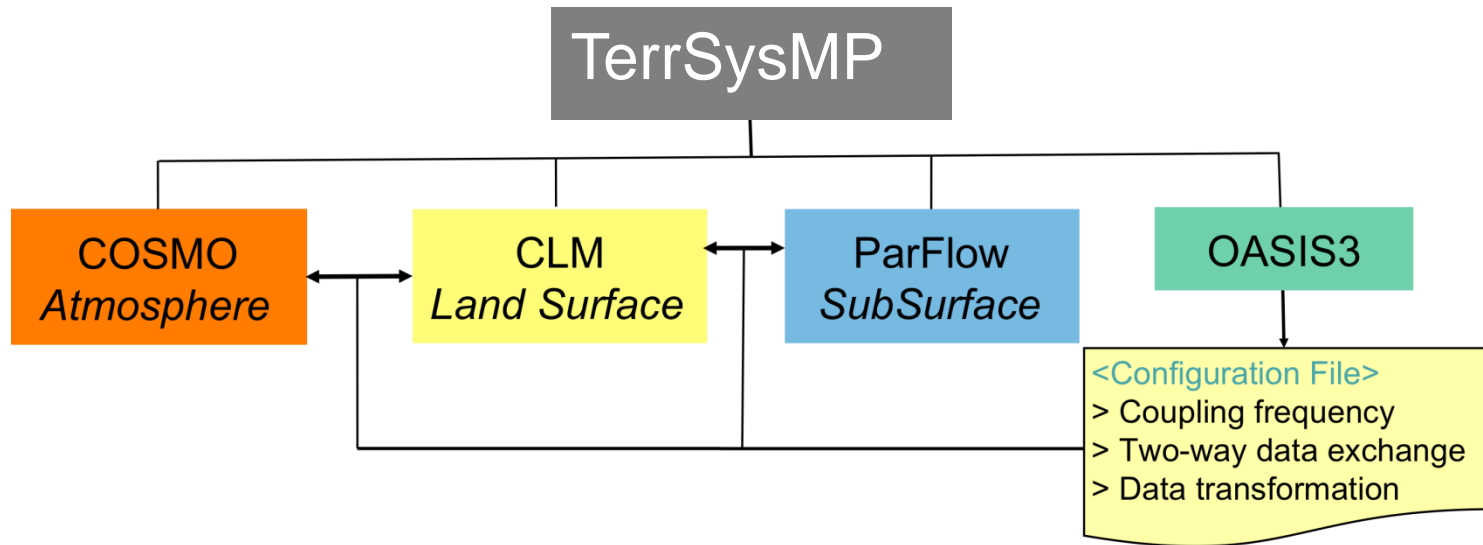 TerrSysMP
COSMO
Atmosphere
CLM
Land Surface
ParFlow
SubSurface
OASIS3
<Configuration File>
> Coupling frequency
> Two-way data exchange
> Data transformation